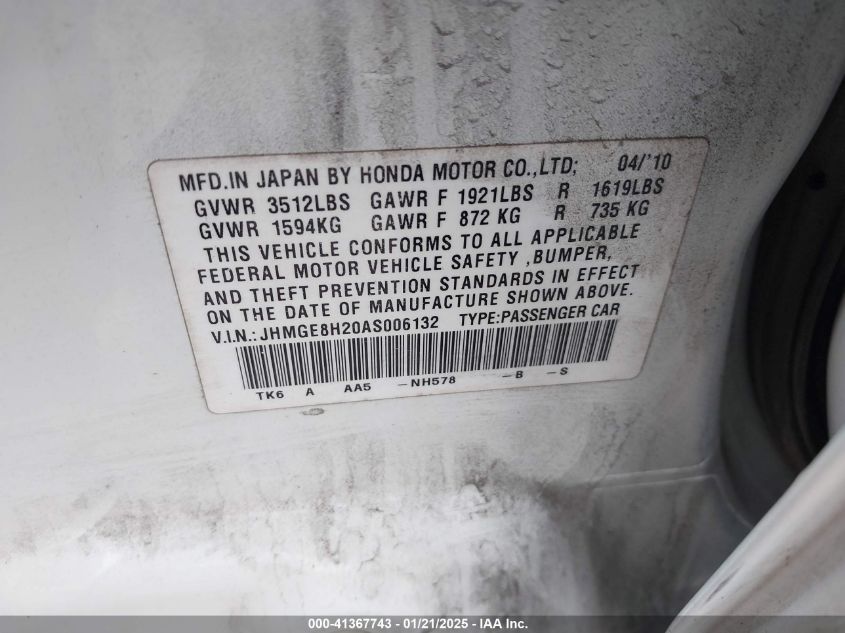 MFD.IN JAPAN BY HONDA MOTOR CO.,LTD; 04/'10
GVWR 3512LBS GAWR F 1921LBS R 1619LBS
GVWR 1594KG GAWR F 872 KG R 735 KG
THIS VEHICLE CONFORMS TO ALL APPLICABLE
FEDERAL MOTOR VEHICLE SAFETY ,BUMPER,
AND THEFT PREVENTION STANDARDS IN EFFECT
ON THE DATE OF MANUFACTURE SHOWN ABOVE.
V.I.N.:JHMGE8H20AS006132 TYPE:PASSENGER CAR
TK6 A AA5 -NH578 -B -S
000-41367743 - 01/21/2025 - IAA Inc.